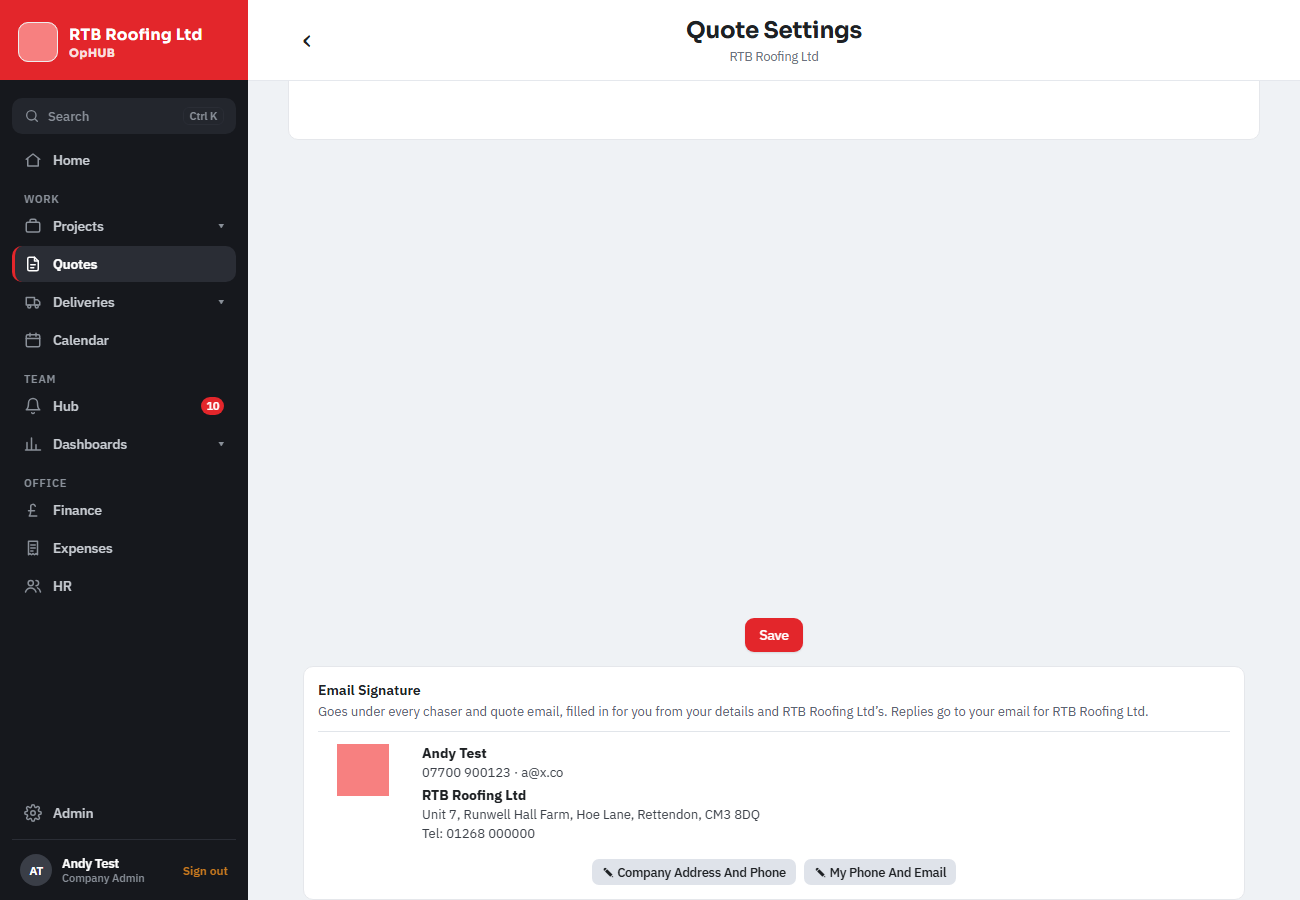 RTB Roofing Ltd
OpHUB
Search
Ctrl K
Home
WORK
Projects
Quotes
Deliveries
Calendar
TEAM
Hub
10
Dashboards
OFFICE
Finance
Expenses
HR
Admin
AT
Andy Test
Company Admin
Sign out
Quote Settings
RTB Roofing Ltd
Save
Email Signature
Goes under every chaser and quote email, filled in for you from your details and RTB Roofing Ltd’s. Replies go to your email for RTB Roofing Ltd.
Andy Test
07700 900123 · a@x.co
RTB Roofing Ltd
Unit 7, Runwell Hall Farm, Hoe Lane, Rettendon, CM3 8DQ
Tel: 01268 000000
Company Address And Phone
My Phone And Email